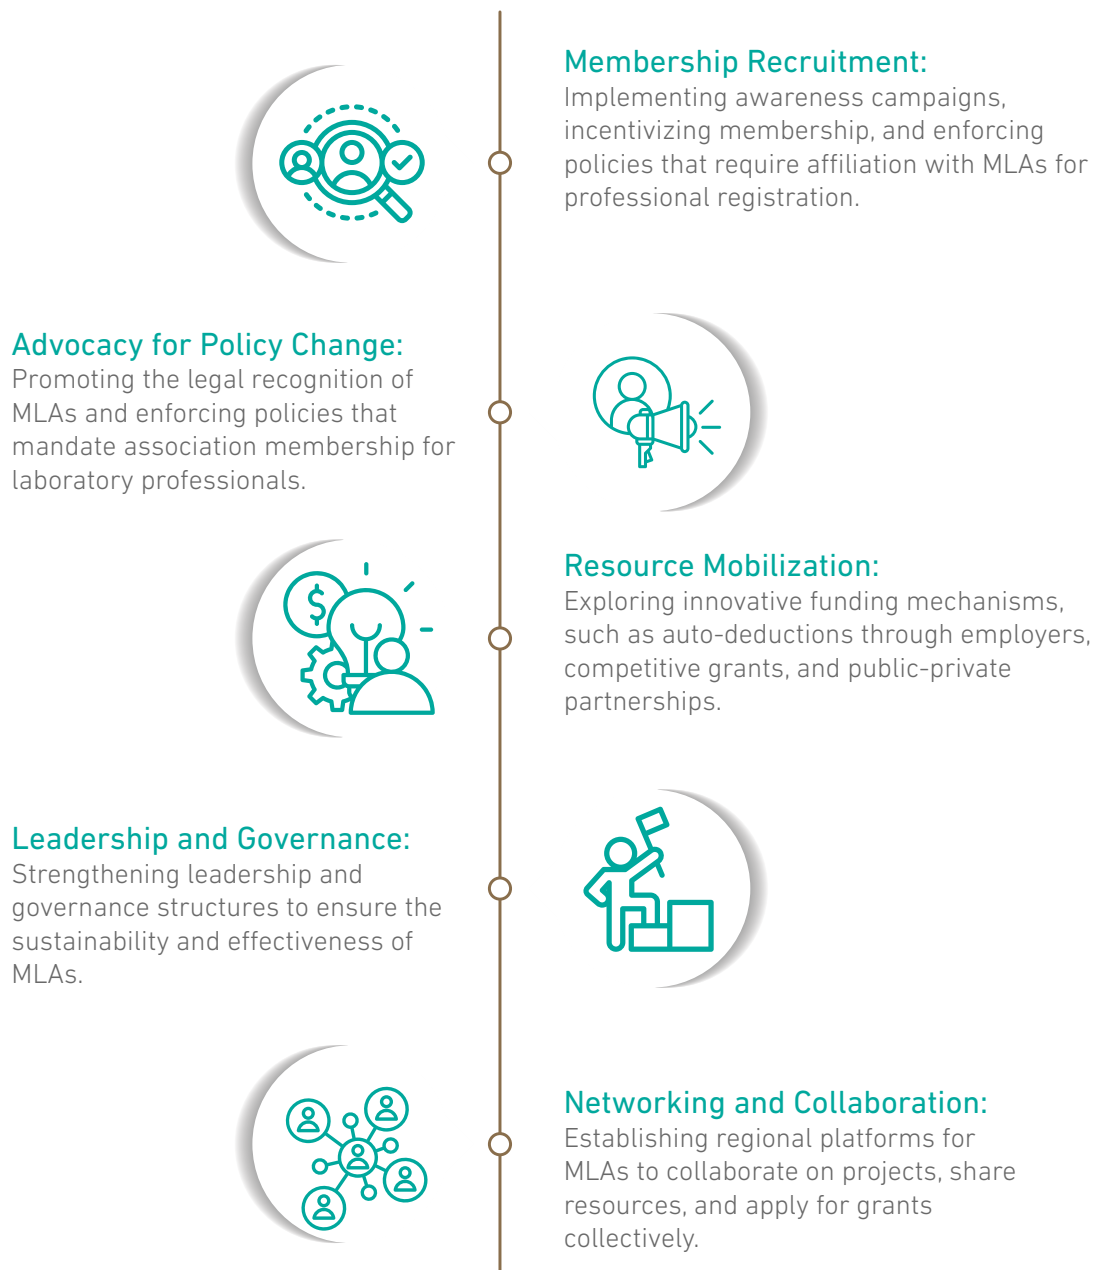 Membership Recruitment:
Implementing awareness campaigns,
incentivizing membership, and enforcing
policies that require affiliation with MLAs for
professional registration.
Advocacy for Policy Change:
Promoting the legal recognition of
MLAs and enforcing policies that
mandate association membership for
laboratory professionals.
Resource Mobilization:
Exploring innovative funding mechanisms,
such as auto-deductions through employers,
competitive grants, and public-private
partnerships.
Leadership and Governance:
Strengthening leadership and
governance structures to ensure the
sustainability and effectiveness of
MLAs.
Networking and Collaboration:
Establishing regional platforms for
MLAs to collaborate on projects, share
resources, and apply for grants
collectively.